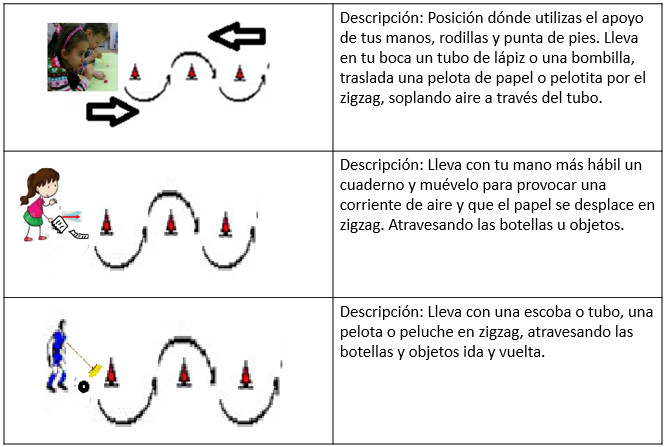 Descripción: Posición dónde utilizas el apoyo
de tus manos, rodillas y punta de pies. Lleva
en tu boca un tubo de lápiz o una bombilla,
traslada una pelota de papel o pelotita por el
zigzag, soplando aire a través del tubo.
Descripción: Lleva con tu mano más hábil un
cuaderno y muévelo para provocar una
corriente de aire y que el papel se desplace en
zigzag. Atravesando las botellas u objetos.
Descripción: Lleva con una escoba o tubo, una
pelota o peluche en zigzag, atravesando las
botellas y objetos ida y vuelta.